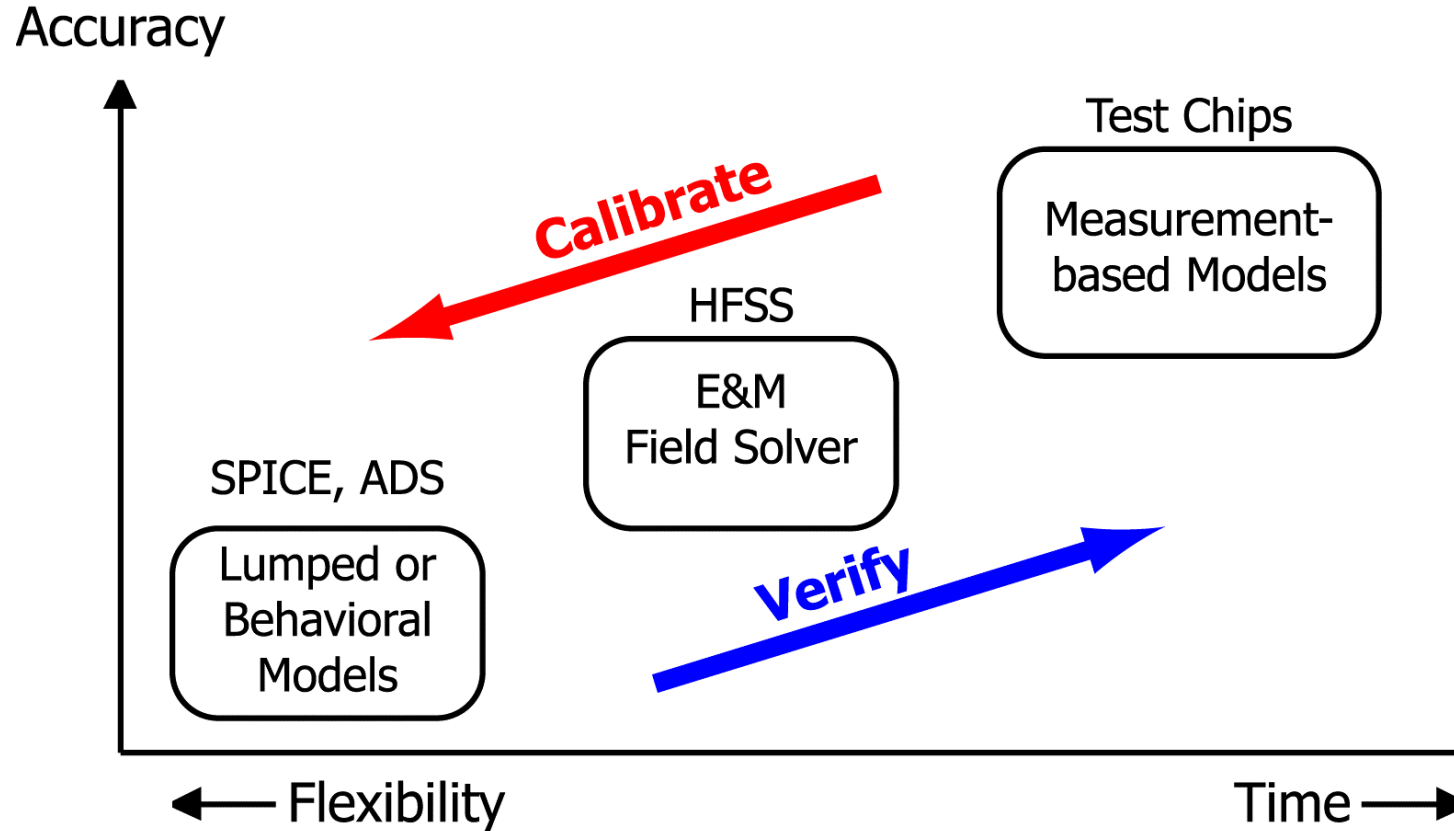 Accuracy
Test Chips
Measurement-
based Models
Calibrate
HFSS
E&M
Field Solver
SPICE, ADS
Lumped or
Behavioral
Models
Verify
Flexibility
Time